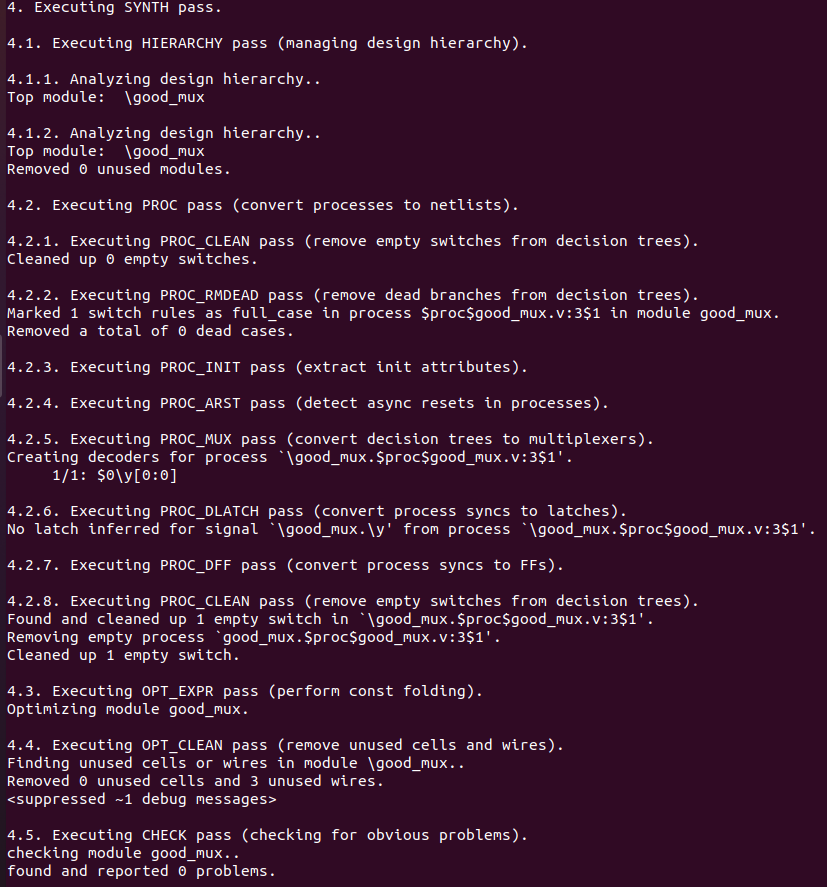 4. Executing SYNTH pass.
4.1. Executing HIERARCHY pass (managing design hierarchy).
4.1.1. Analyzing design hierarchy..
Top module:  \good_mux
4.1.2. Analyzing design hierarchy..
Top module:  \good_mux
Removed 0 unused modules.
4.2. Executing PROC pass (convert processes to netlists).
4.2.1. Executing PROC_CLEAN pass (remove empty switches from decision trees).
Cleaned up 0 empty switches.
4.2.2. Executing PROC_RMDEAD pass (remove dead branches from decision trees).
Marked 1 switch rules as full_case in process $proc$good_mux.v:3$1 in module good_mux.
Removed a total of 0 dead cases.
4.2.3. Executing PROC_INIT pass (extract init attributes).
4.2.4. Executing PROC_ARST pass (detect async resets in processes).
4.2.5. Executing PROC_MUX pass (convert decision trees to multiplexers).
Creating decoders for process `\good_mux.$proc$good_mux.v:3$1'.
     1/1: $0\y[0:0]
4.2.6. Executing PROC_DLATCH pass (convert process syncs to latches).
No latch inferred for signal `\good_mux.\y' from process `\good_mux.$proc$good_mux.v:3$1'.
4.2.7. Executing PROC_DFF pass (convert process syncs to FFs).
4.2.8. Executing PROC_CLEAN pass (remove empty switches from decision trees).
Found and cleaned up 1 empty switch in `\good_mux.$proc$good_mux.v:3$1'.
Removing empty process `good_mux.$proc$good_mux.v:3$1'.
Cleaned up 1 empty switch.
4.3. Executing OPT_EXPR pass (perform const folding).
Optimizing module good_mux.
4.4. Executing OPT_CLEAN pass (remove unused cells and wires).
Finding unused cells or wires in module \good_mux..
Removed 0 unused cells and 3 unused wires.
<suppressed ~1 debug messages>
4.5. Executing CHECK pass (checking for obvious problems).
checking module good_mux..
found and reported 0 problems.